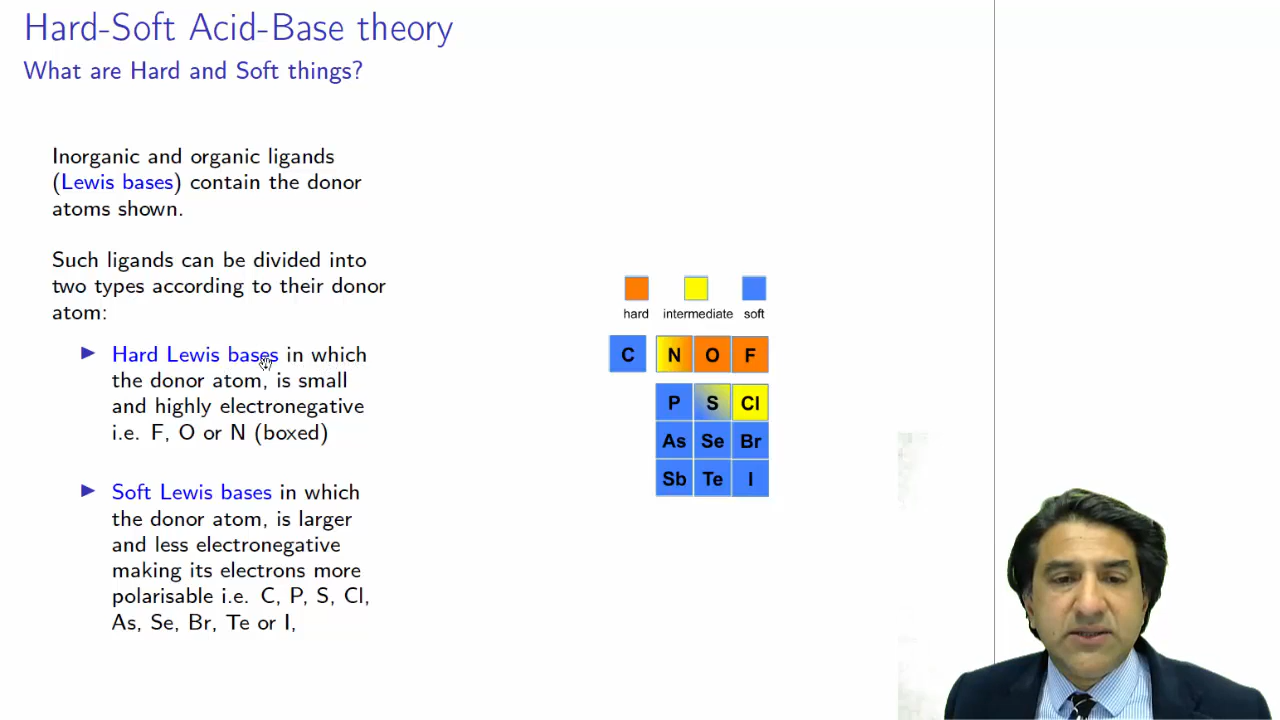 Hard-Soft Acid-Base theory
What are Hard and Soft things?
Inorganic and organic ligands
(Lewis bases) contain the donor
atoms shown.
Such ligands can be divided into
two types according to their donor
atom:
Hard Lewis bases in which
the donor atom, is small
and highly electronegative
i.e. F, O or N (boxed)
Soft Lewis bases in which
the donor atom, is larger
and less electronegative
making its electrons more
polarisable i.e. C, P, S, Cl,
As, Se, Br, Te or I,
hard intermediate soft
C N O F
P S Cl
As Se Br
Sb Te I